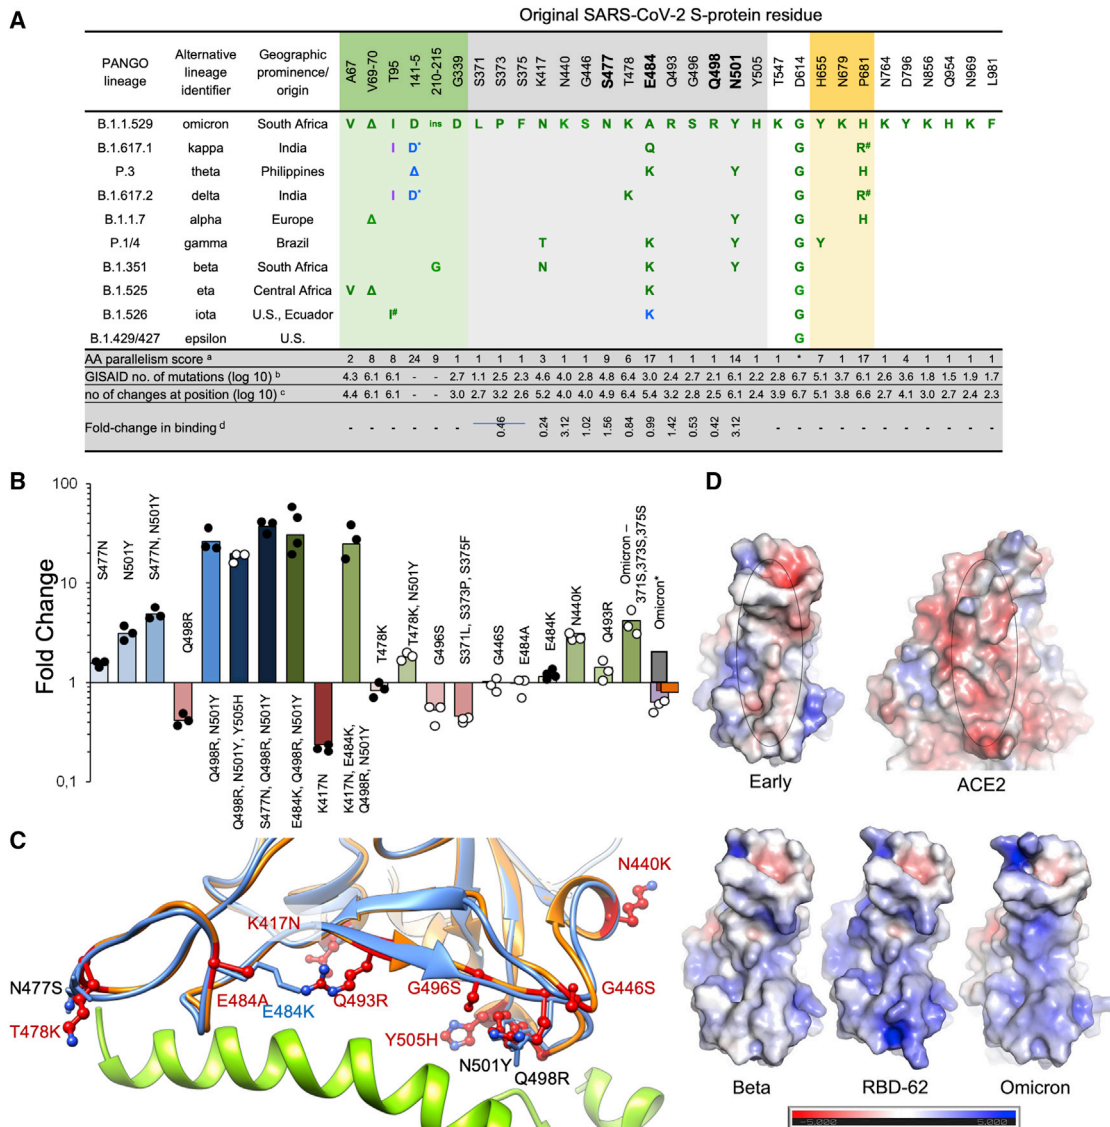 A
Original SARS-CoV-2 S-protein residue
PANGO lineage Alternative lineage identifier Geographic prominence/ origin A67 V69-70 T95 141-5 210-215 G339 S371 S373 S375 K417 N440 G446 S477 T478 E484 Q493 G496 Q498 N501 Y505 T547 D614 H655 N679 P681 N764 D796 N856 Q954 N969 L981
B.1.1.529 omicron South Africa V Δ I D ins D L P F N K S N K A R S R Y H K G Y K H K Y K H K F
B.1.617.1 kappa India I D* Q G R#
P.3 theta Philippines Δ K Y G H
B.1.617.2 delta India I D* K G R#
B.1.1.7 alpha Europe Δ Y G H
P.1/4 gamma Brazil T K Y G Y
B.1.351 beta South Africa G N K Y G
B.1.525 eta Central Africa V Δ K G
B.1.526 iota U.S., Ecuador I# K G
B.1.429/427 epsilon U.S. G
AA parallelism score a 2 8 8 24 9 1 1 1 1 3 1 1 9 6 17 1 1 1 14 1 1 * 7 1 17 1 4 1 1 1 1
GISAID no. of mutations (log 10) b 4.3 6.1 6.1 - - 2.7 1.1 2.5 2.3 4.6 4.0 2.8 4.8 6.4 3.0 2.4 2.7 2.1 6.1 2.2 2.8 6.7 5.1 3.7 6.1 2.6 3.6 1.8 1.5 1.9 1.7
no of changes at position (log 10) c 4.4 6.1 6.1 - - 3.0 2.7 3.2 2.6 5.2 4.0 4.0 4.9 6.4 5.4 3.2 2.8 2.5 6.1 2.4 3.9 6.7 5.1 3.8 6.6 2.7 4.1 3.0 2.7 2.4 2.3
Fold-change in binding d - - - - - - 0.46 0.24 3.12 1.02 1.56 0.84 0.99 1.42 0.53 0.42 3.12 - - - - - - - - - - - -
B
Fold Change
100
10
1
0,1
S477N
N501Y
S477N, N501Y
Q498R
Q498R, N501Y
Q498R, N501Y, Y505H
S477N, Q498R, N501Y
E484K, Q498R, N501Y
K417N
K417N, E484K,
Q498R, N501Y
T478K
T478K, N501Y
G496S
S371L, S373P, S375F
G446S
E484A
E484K
N440K
Q493R
Omicron –
371S,373S,375S
Omicron*
C
N440K
K417N
N477S
E484A
E484K
Q493R
G496S
G446S
T478K
Y505H
N501Y
Q498R
D
Early
ACE2
Beta
RBD-62
Omicron
-5.000
5.000